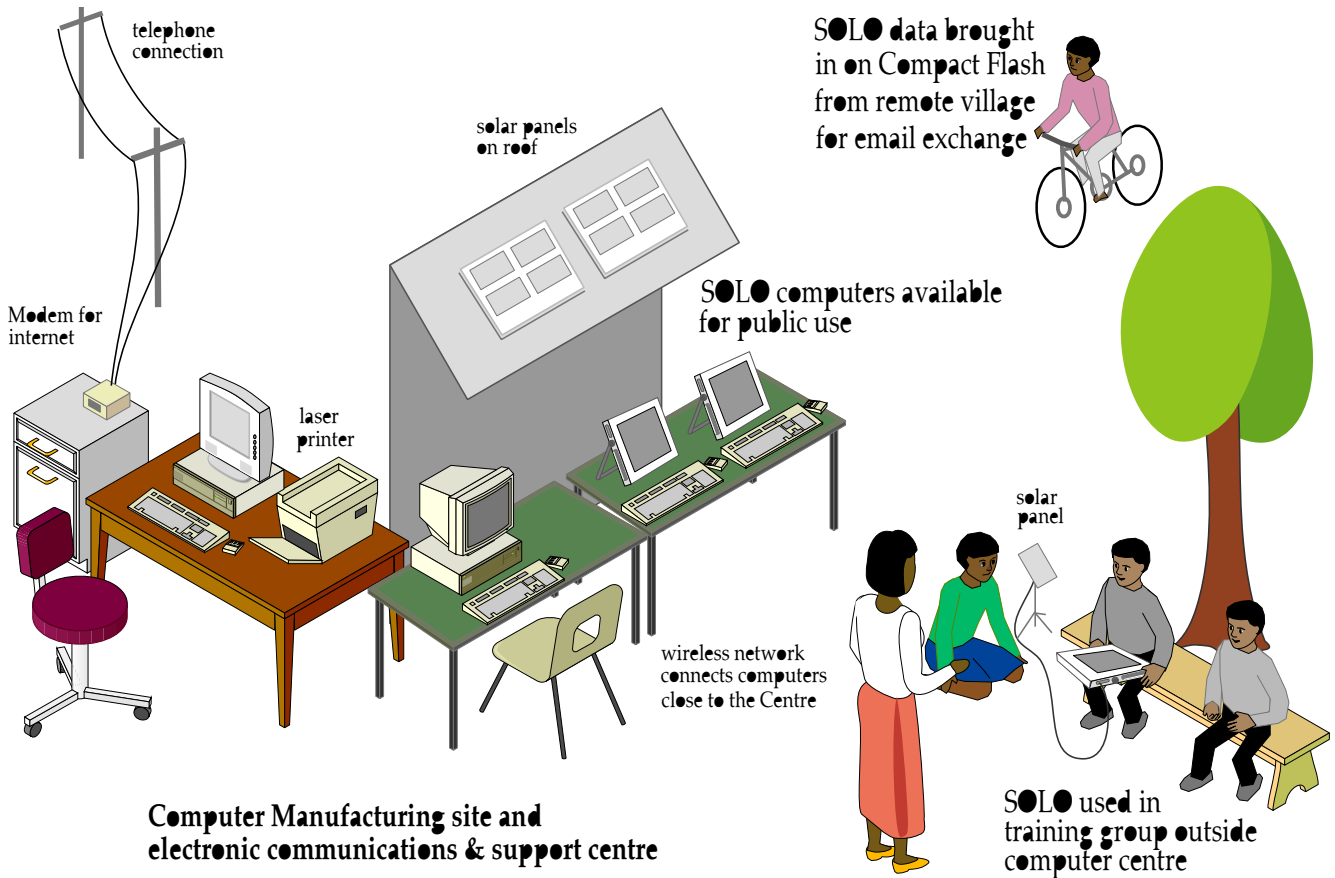 telephone
connection
SOLO data brought
in on Compact Flash
from remote village
for email exchange
solar panels
on roof
SOLO computers available
for public use
Modem for
internet
laser
printer
solar
panel
wireless network
connects computers
close to the Centre
Computer Manufacturing site and
electronic communications & support centre
SOLO used in
training group outside
computer centre